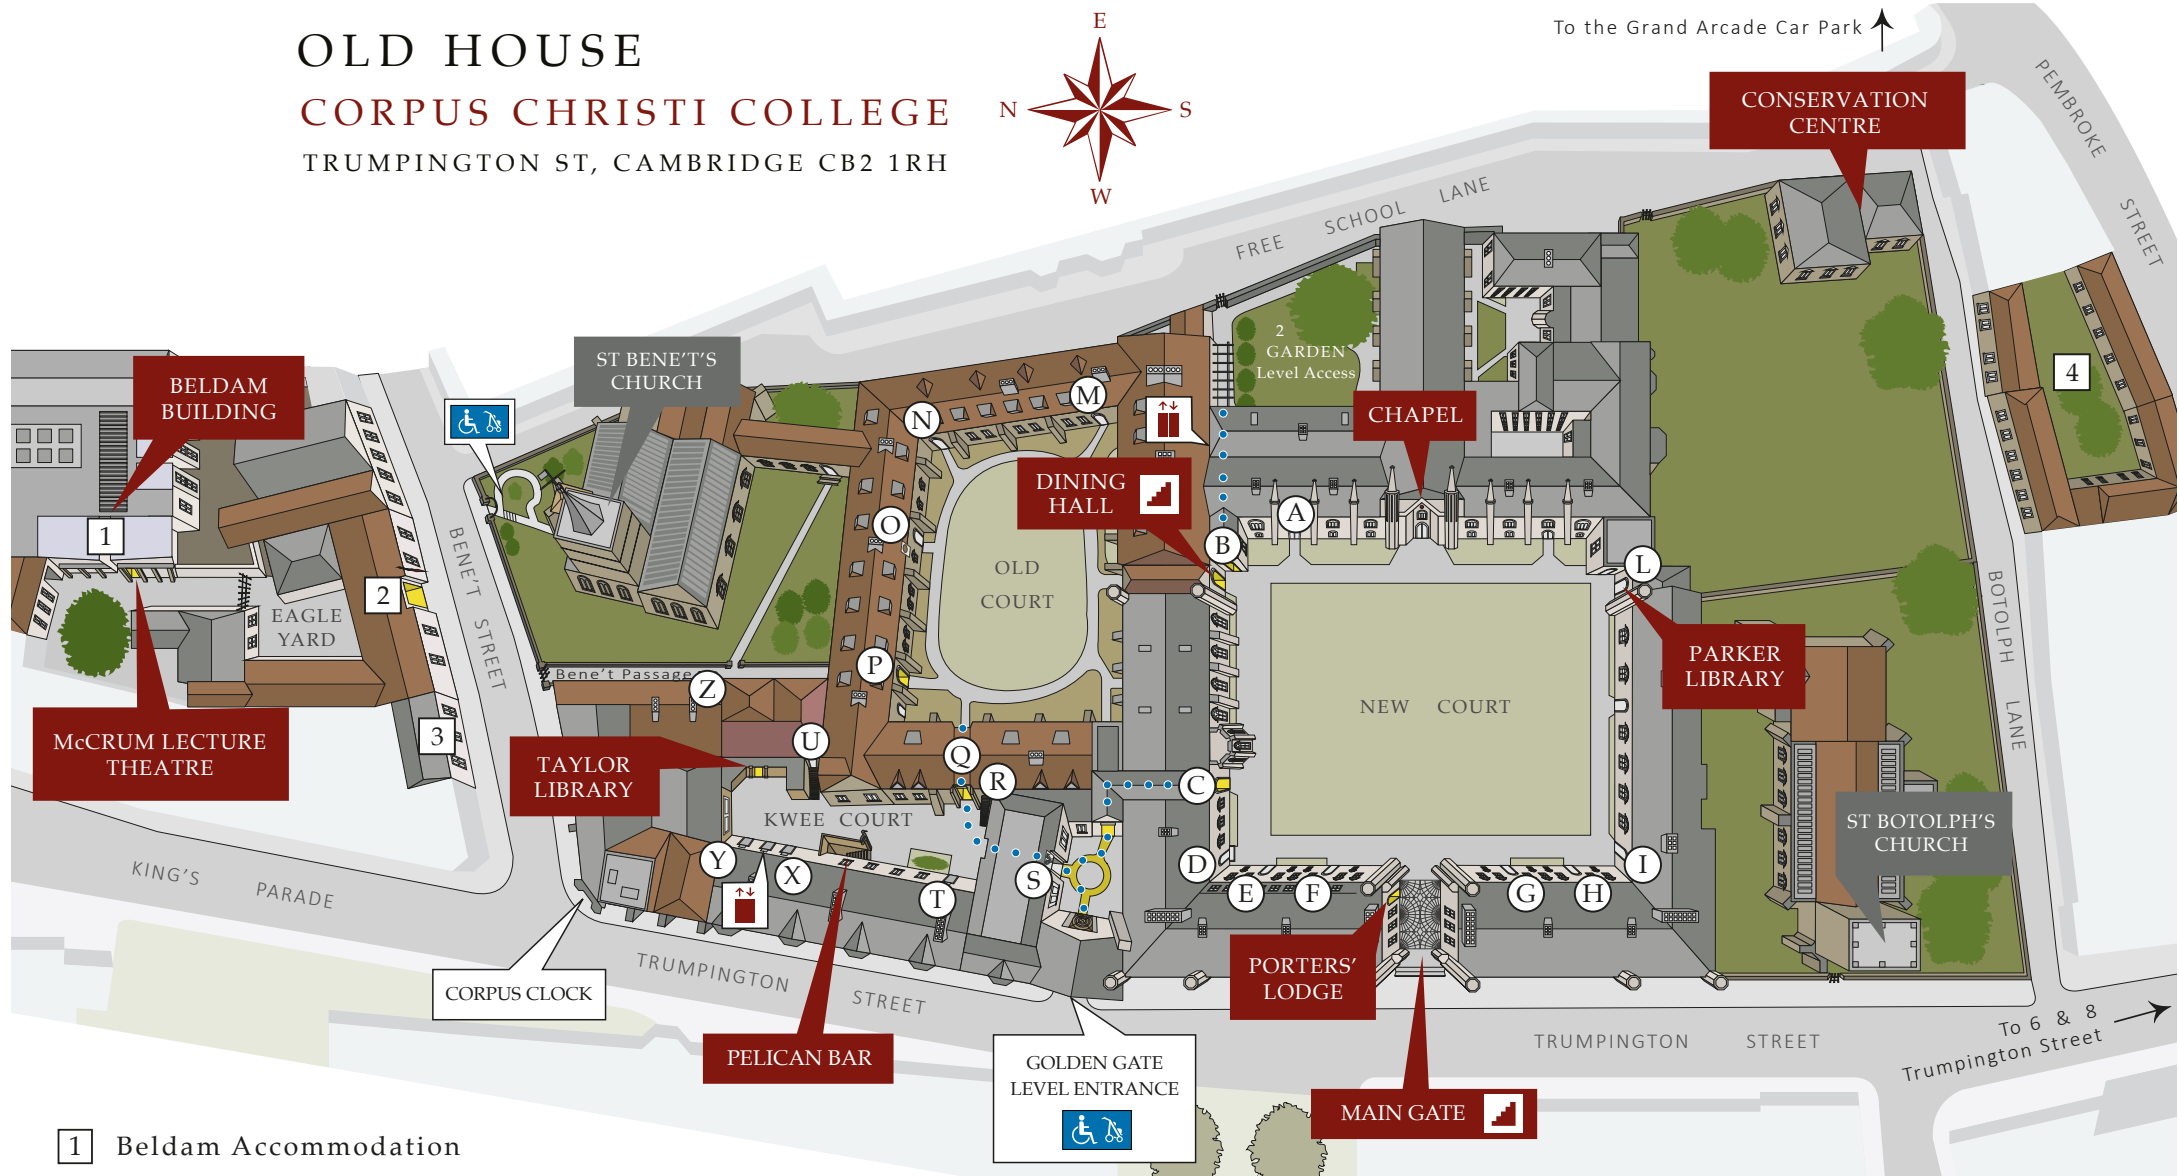 OLD HOUSE
CORPUS CHRISTI COLLEGE
TRUMPINGTON ST, CAMBRIDGE CB2 1RH
E
N
S
W
To the Grand Arcade Car Park
CONSERVATION
CENTRE
PEMBROKE
STREET
FREE SCHOOL LANE
BELDAM
BUILDING
ST BENE'T'S
CHURCH
2
GARDEN
Level Access
4
CHAPEL
M
N
DINING
HALL
A
O
B
1
BENE'T STREET
2
EAGLE
YARD
OLD
COURT
L
BOTOLPH LANE
PARKER
LIBRARY
Bene't Passage
P
Z
NEW COURT
McCRUM LECTURE
THEATRE
3
TAYLOR
LIBRARY
U
Q
R
C
KWEE COURT
ST BOTOLPH'S
CHURCH
KING'S PARADE
Y
X
T
S
D
E
F
G
H
I
CORPUS CLOCK
TRUMPINGTON STREET
PORTERS'
LODGE
PELICAN BAR
GOLDEN GATE
LEVEL ENTRANCE
MAIN GATE
TRUMPINGTON STREET
To 6 & 8
Trumpington Street
1 Beldam Accommodation